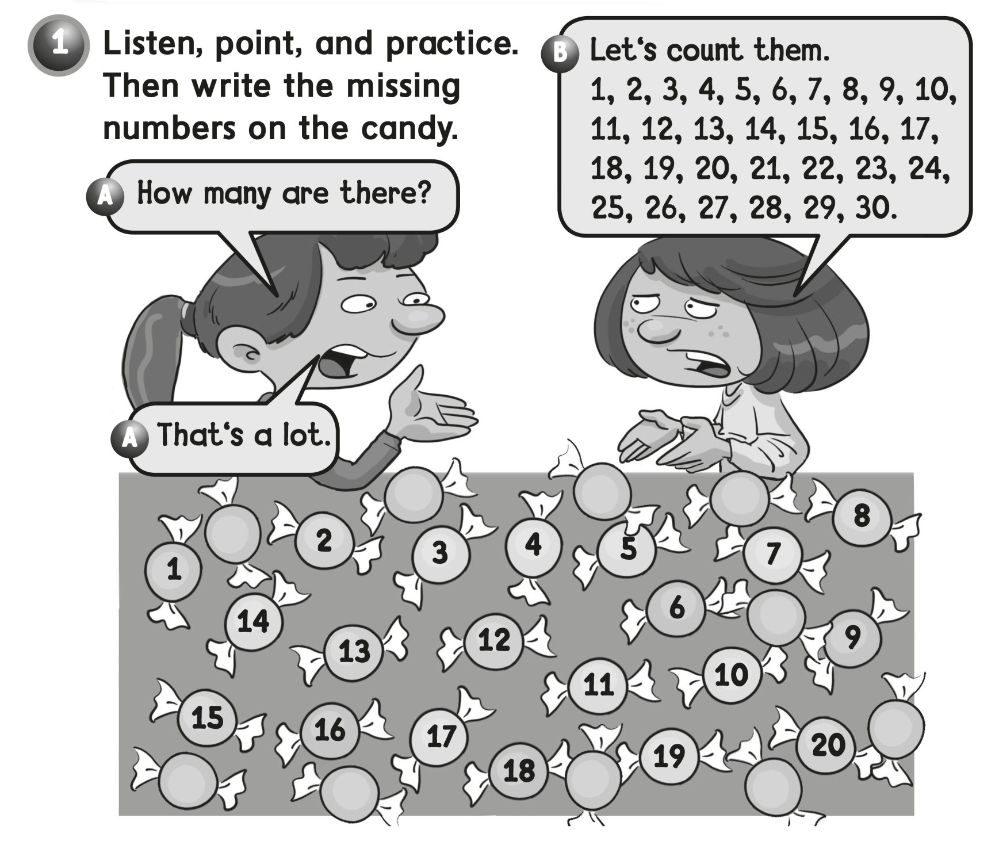 1 Listen, point, and practice.
Then write the missing
numbers on the candy.
A How many are there?
B Let‘s count them.
1, 2, 3, 4, 5, 6, 7, 8, 9, 10,
11, 12, 13, 14, 15, 16, 17,
18, 19, 20, 21, 22, 23, 24,
25, 26, 27, 28, 29, 30.
A That‘s a lot.
1
2
3
4
5
6
7
8
9
10
11
12
13
14
15
16
17
18
19
20